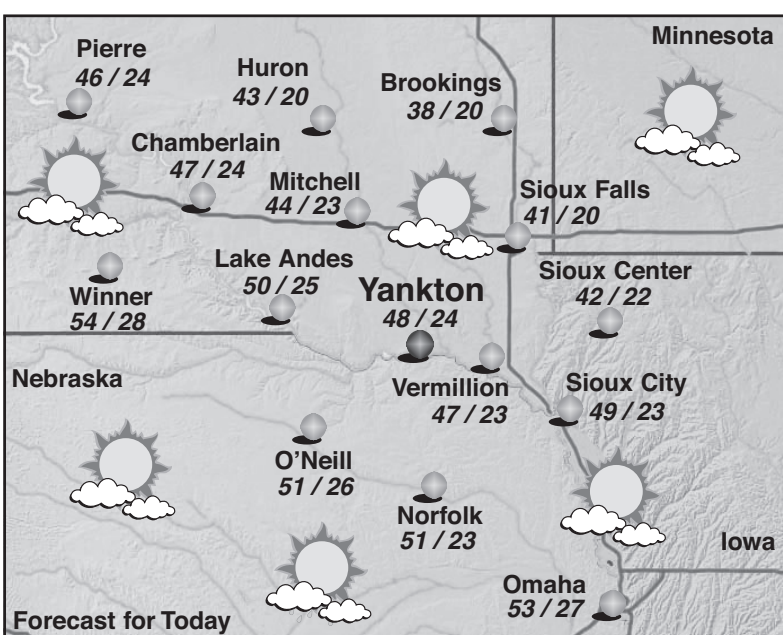 Minnesota
Pierre
46 / 24
Huron
43 / 20
Brookings
38 / 20
Chamberlain
47 / 24
Mitchell
44 / 23
Sioux Falls
41 / 20
Lake Andes
50 / 25
Yankton
48 / 24
Sioux Center
42 / 22
Winner
54 / 28
Nebraska
Vermillion
47 / 23
Sioux City
49 / 23
O'Neill
51 / 26
Norfolk
51 / 23
Iowa
Omaha
53 / 27
Forecast for Today